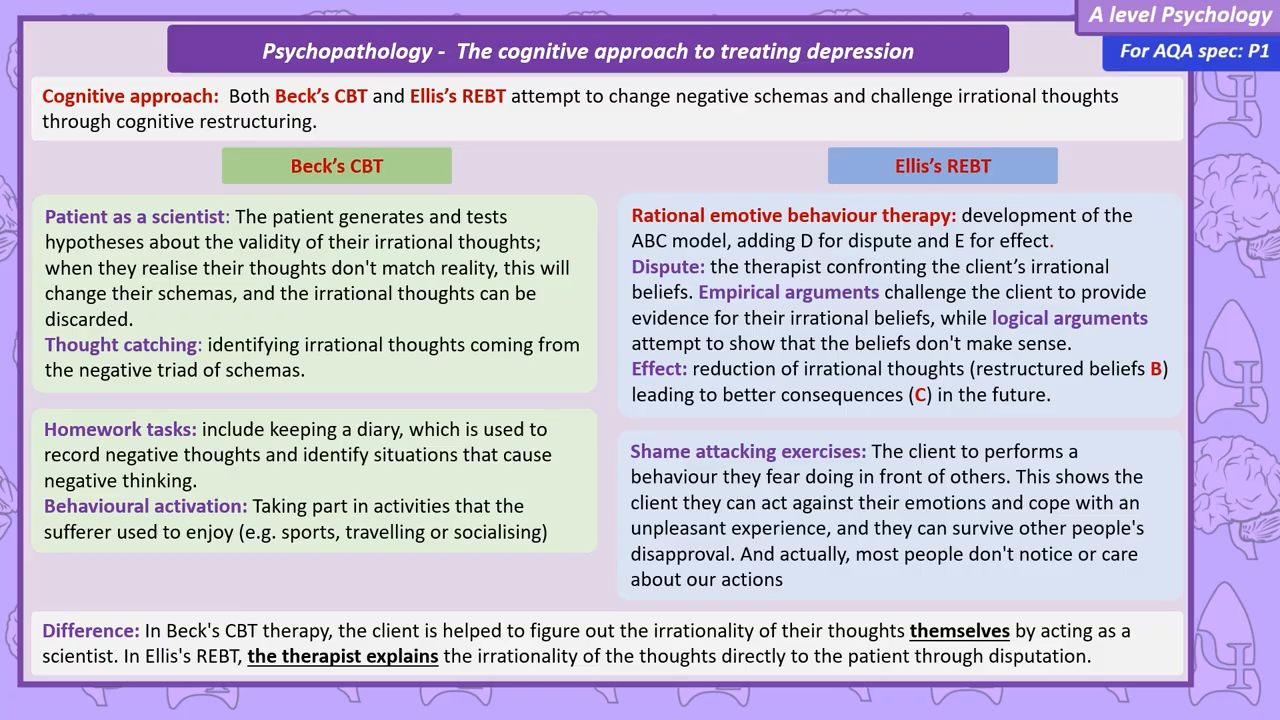 A level Psychology
For AQA spec: P1
Psychopathology - The cognitive approach to treating depression
Cognitive approach: Both Beck's CBT and Ellis's REBT attempt to change negative schemas and challenge irrational thoughts
through cognitive restructuring.
Beck's CBT
Patient as a scientist: The patient generates and tests
hypotheses about the validity of their irrational thoughts;
when they realise their thoughts don't match reality, this will
change their schemas, and the irrational thoughts can be
discarded.
Thought catching: identifying irrational thoughts coming from
the negative triad of schemas.
Homework tasks: include keeping a diary, which is used to
record negative thoughts and identify situations that cause
negative thinking.
Behavioural activation: Taking part in activities that the
sufferer used to enjoy (e.g. sports, travelling or socialising)
Ellis's REBT
Rational emotive behaviour therapy: development of the
ABC model, adding D for dispute and E for effect.
Dispute: the therapist confronting the client's irrational
beliefs. Empirical arguments challenge the client to provide
evidence for their irrational beliefs, while logical arguments
attempt to show that the beliefs don't make sense.
Effect: reduction of irrational thoughts (restructured beliefs B)
leading to better consequences (C) in the future.
Shame attacking exercises: The client to performs a
behaviour they fear doing in front of others. This shows the
client they can act against their emotions and cope with an
unpleasant experience, and they can survive other people's
disapproval. And actually, most people don't notice or care
about our actions
Difference: In Beck's CBT therapy, the client is helped to figure out the irrationality of their thoughts themselves by acting as a
scientist. In Ellis's REBT, the therapist explains the irrationality of the thoughts directly to the patient through disputation.